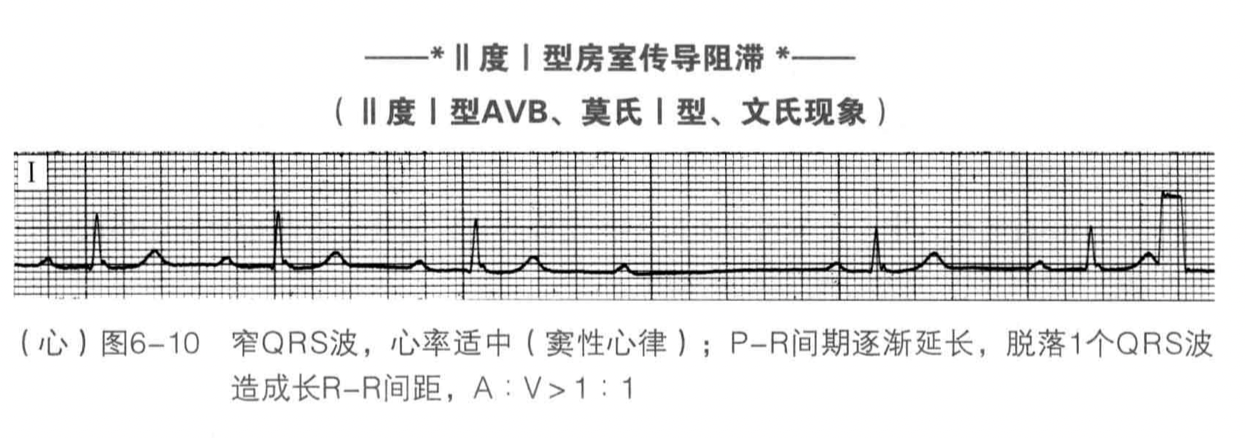 ——*Ⅱ度Ⅰ型房室传导阻滞 *——
(Ⅱ度Ⅰ型AVB、莫氏Ⅰ型、文氏现象)
I
(心)图6-10 窄QRS波，心率适中(窦性心律)；P-R间期逐渐延长，脱落1个QRS波
造成长R-R间距，A：V>1：1